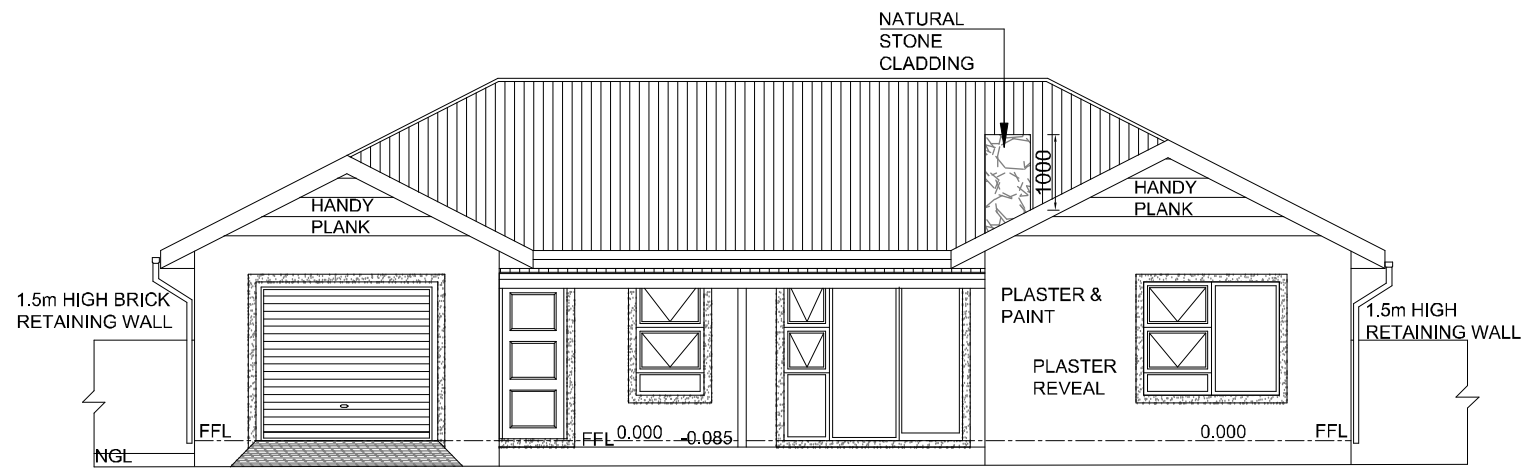 NATURAL
STONE
CLADDING
1000
HANDY
PLANK
HANDY
PLANK
1.5m HIGH BRICK
RETAINING WALL
PLASTER &
PAINT
1.5m HIGH
RETAINING WALL
PLASTER
REVEAL
FFL
FFL 0.000 -0.085
0.000
FFL
NGL